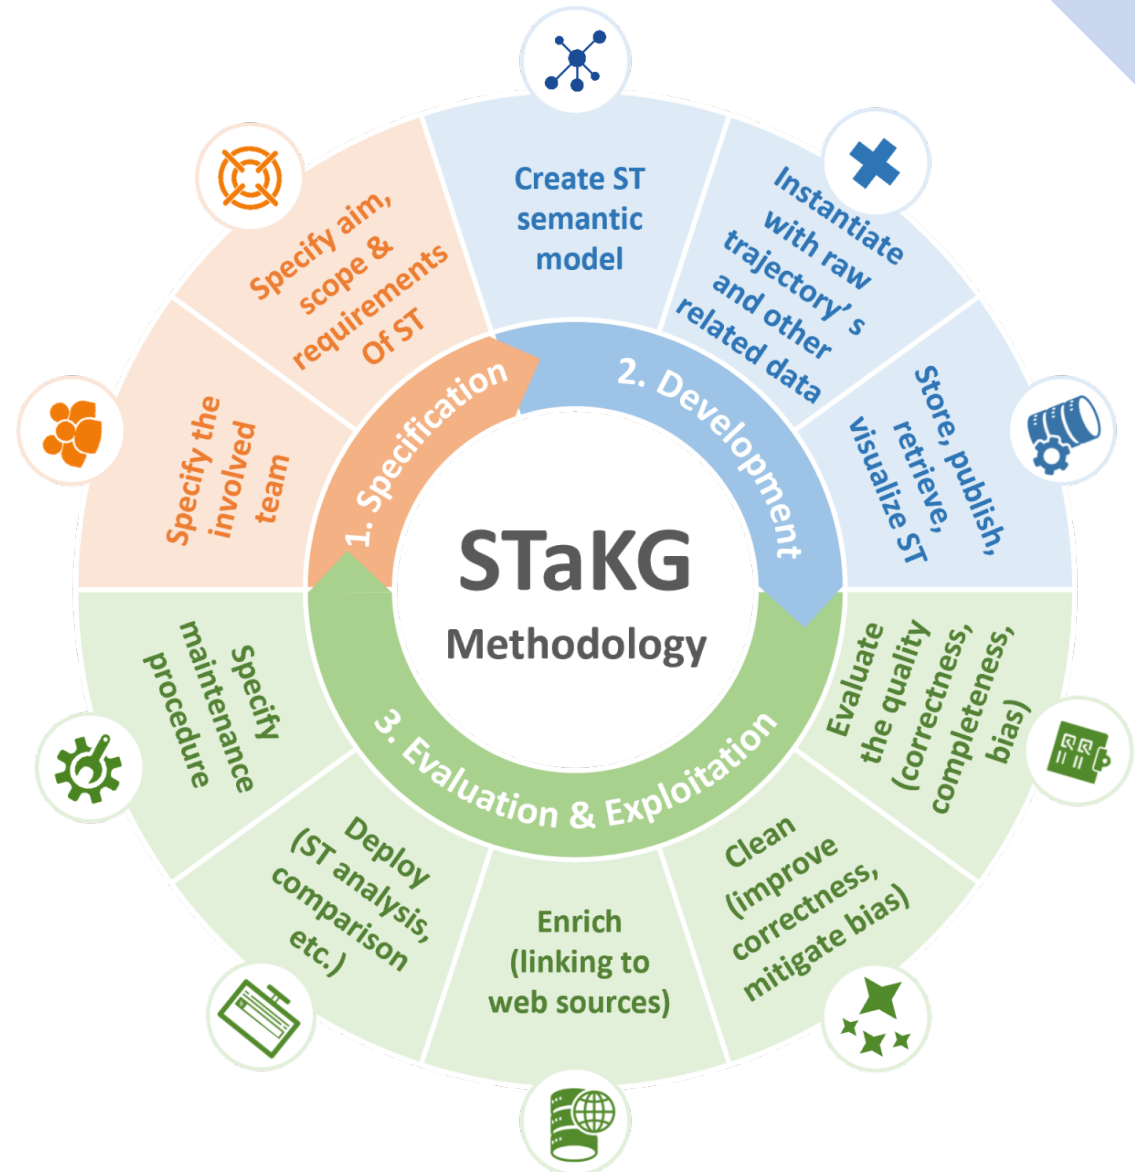 STaKG
Methodology
1. Specification
Specify the
involved
team
Specify aim,
scope &
requirements
Of ST
2. Development
Create ST
semantic
model
Instantiate
with raw
trajectory’s
and other
related data
Store, publish,
retrieve,
visualize ST
3. Evaluation & Exploitation
Evaluate
the quality
(correctness,
completeness,
bias)
Clean
(improve
correctness,
mitigate bias)
Enrich
(linking to
web sources)
Deploy
(ST analysis,
comparison
etc.)
Specify
maintenance
procedure